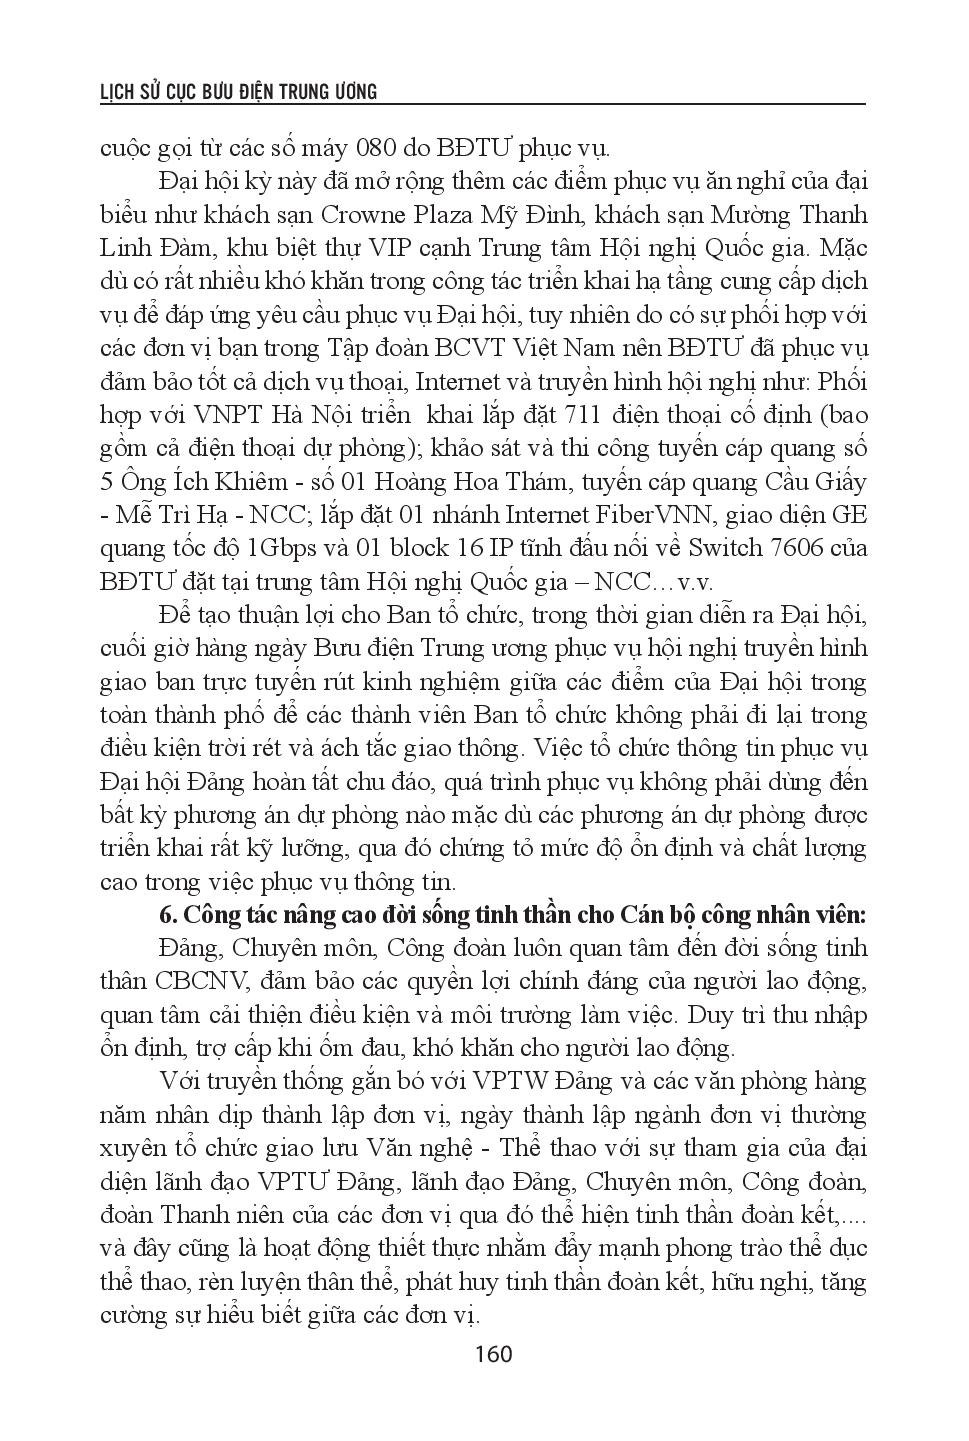 LỊCH SỬ CỤC BƯU ĐIỆN TRUNG ƯƠNG
cuộc gọi từ các số máy 080 do BĐTƯ phục vụ.
Đại hội kỳ này đã mở rộng thêm các điểm phục vụ ăn nghỉ của đại
biểu như khách sạn Crowne Plaza Mỹ Đình, khách sạn Mường Thanh
Linh Đàm, khu biệt thự VIP cạnh Trung tâm Hội nghị Quốc gia. Mặc
dù có rất nhiều khó khăn trong công tác triển khai hạ tầng cung cấp dịch
vụ để đáp ứng yêu cầu phục vụ Đại hội, tuy nhiên do có sự phối hợp với
các đơn vị bạn trong Tập đoàn BCVT Việt Nam nên BĐTƯ đã phục vụ
đảm bảo tốt cả dịch vụ thoại, Internet và truyền hình hội nghị như: Phối
hợp với VNPT Hà Nội triển khai lắp đặt 711 điện thoại cố định (bao
gồm cả điện thoại dự phòng); khảo sát và thi công tuyến cáp quang số
5 Ông Ích Khiêm - số 01 Hoàng Hoa Thám, tuyến cáp quang Cầu Giấy
- Mễ Trì Hạ - NCC; lắp đặt 01 nhánh Internet FiberVNN, giao diện GE
quang tốc độ 1Gbps và 01 block 16 IP tĩnh đấu nối về Switch 7606 của
BĐTƯ đặt tại trung tâm Hội nghị Quốc gia – NCC…v.v.
Để tạo thuận lợi cho Ban tổ chức, trong thời gian diễn ra Đại hội,
cuối giờ hàng ngày Bưu điện Trung ương phục vụ hội nghị truyền hình
giao ban trực tuyến rút kinh nghiệm giữa các điểm của Đại hội trong
toàn thành phố để các thành viên Ban tổ chức không phải đi lại trong
điều kiện trời rét và ách tắc giao thông. Việc tổ chức thông tin phục vụ
Đại hội Đảng hoàn tất chu đáo, quá trình phục vụ không phải dùng đến
bất kỳ phương án dự phòng nào mặc dù các phương án dự phòng được
triển khai rất kỹ lưỡng, qua đó chứng tỏ mức độ ổn định và chất lượng
cao trong việc phục vụ thông tin.
6. Công tác nâng cao đời sống tinh thần cho Cán bộ công nhân viên:
Đảng, Chuyên môn, Công đoàn luôn quan tâm đến đời sống tinh
thân CBCNV, đảm bảo các quyền lợi chính đáng của người lao động,
quan tâm cải thiện điều kiện và môi trường làm việc. Duy trì thu nhập
ổn định, trợ cấp khi ốm đau, khó khăn cho người lao động.
Với truyền thống gắn bó với VPTW Đảng và các văn phòng hàng
năm nhân dịp thành lập đơn vị, ngày thành lập ngành đơn vị thường
xuyên tổ chức giao lưu Văn nghệ - Thể thao với sự tham gia của đại
diện lãnh đạo VPTƯ Đảng, lãnh đạo Đảng, Chuyên môn, Công đoàn,
đoàn Thanh niên của các đơn vị qua đó thể hiện tinh thần đoàn kết,....
và đây cũng là hoạt động thiết thực nhằm đẩy mạnh phong trào thể dục
thể thao, rèn luyện thân thể, phát huy tinh thần đoàn kết, hữu nghị, tăng
cường sự hiểu biết giữa các đơn vị.
160